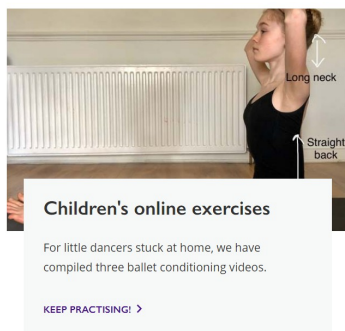 Long neck
Straight
back
Children's online exercises
For little dancers stuck at home, we have
compiled three ballet conditioning videos.
KEEP PRACTISING! >